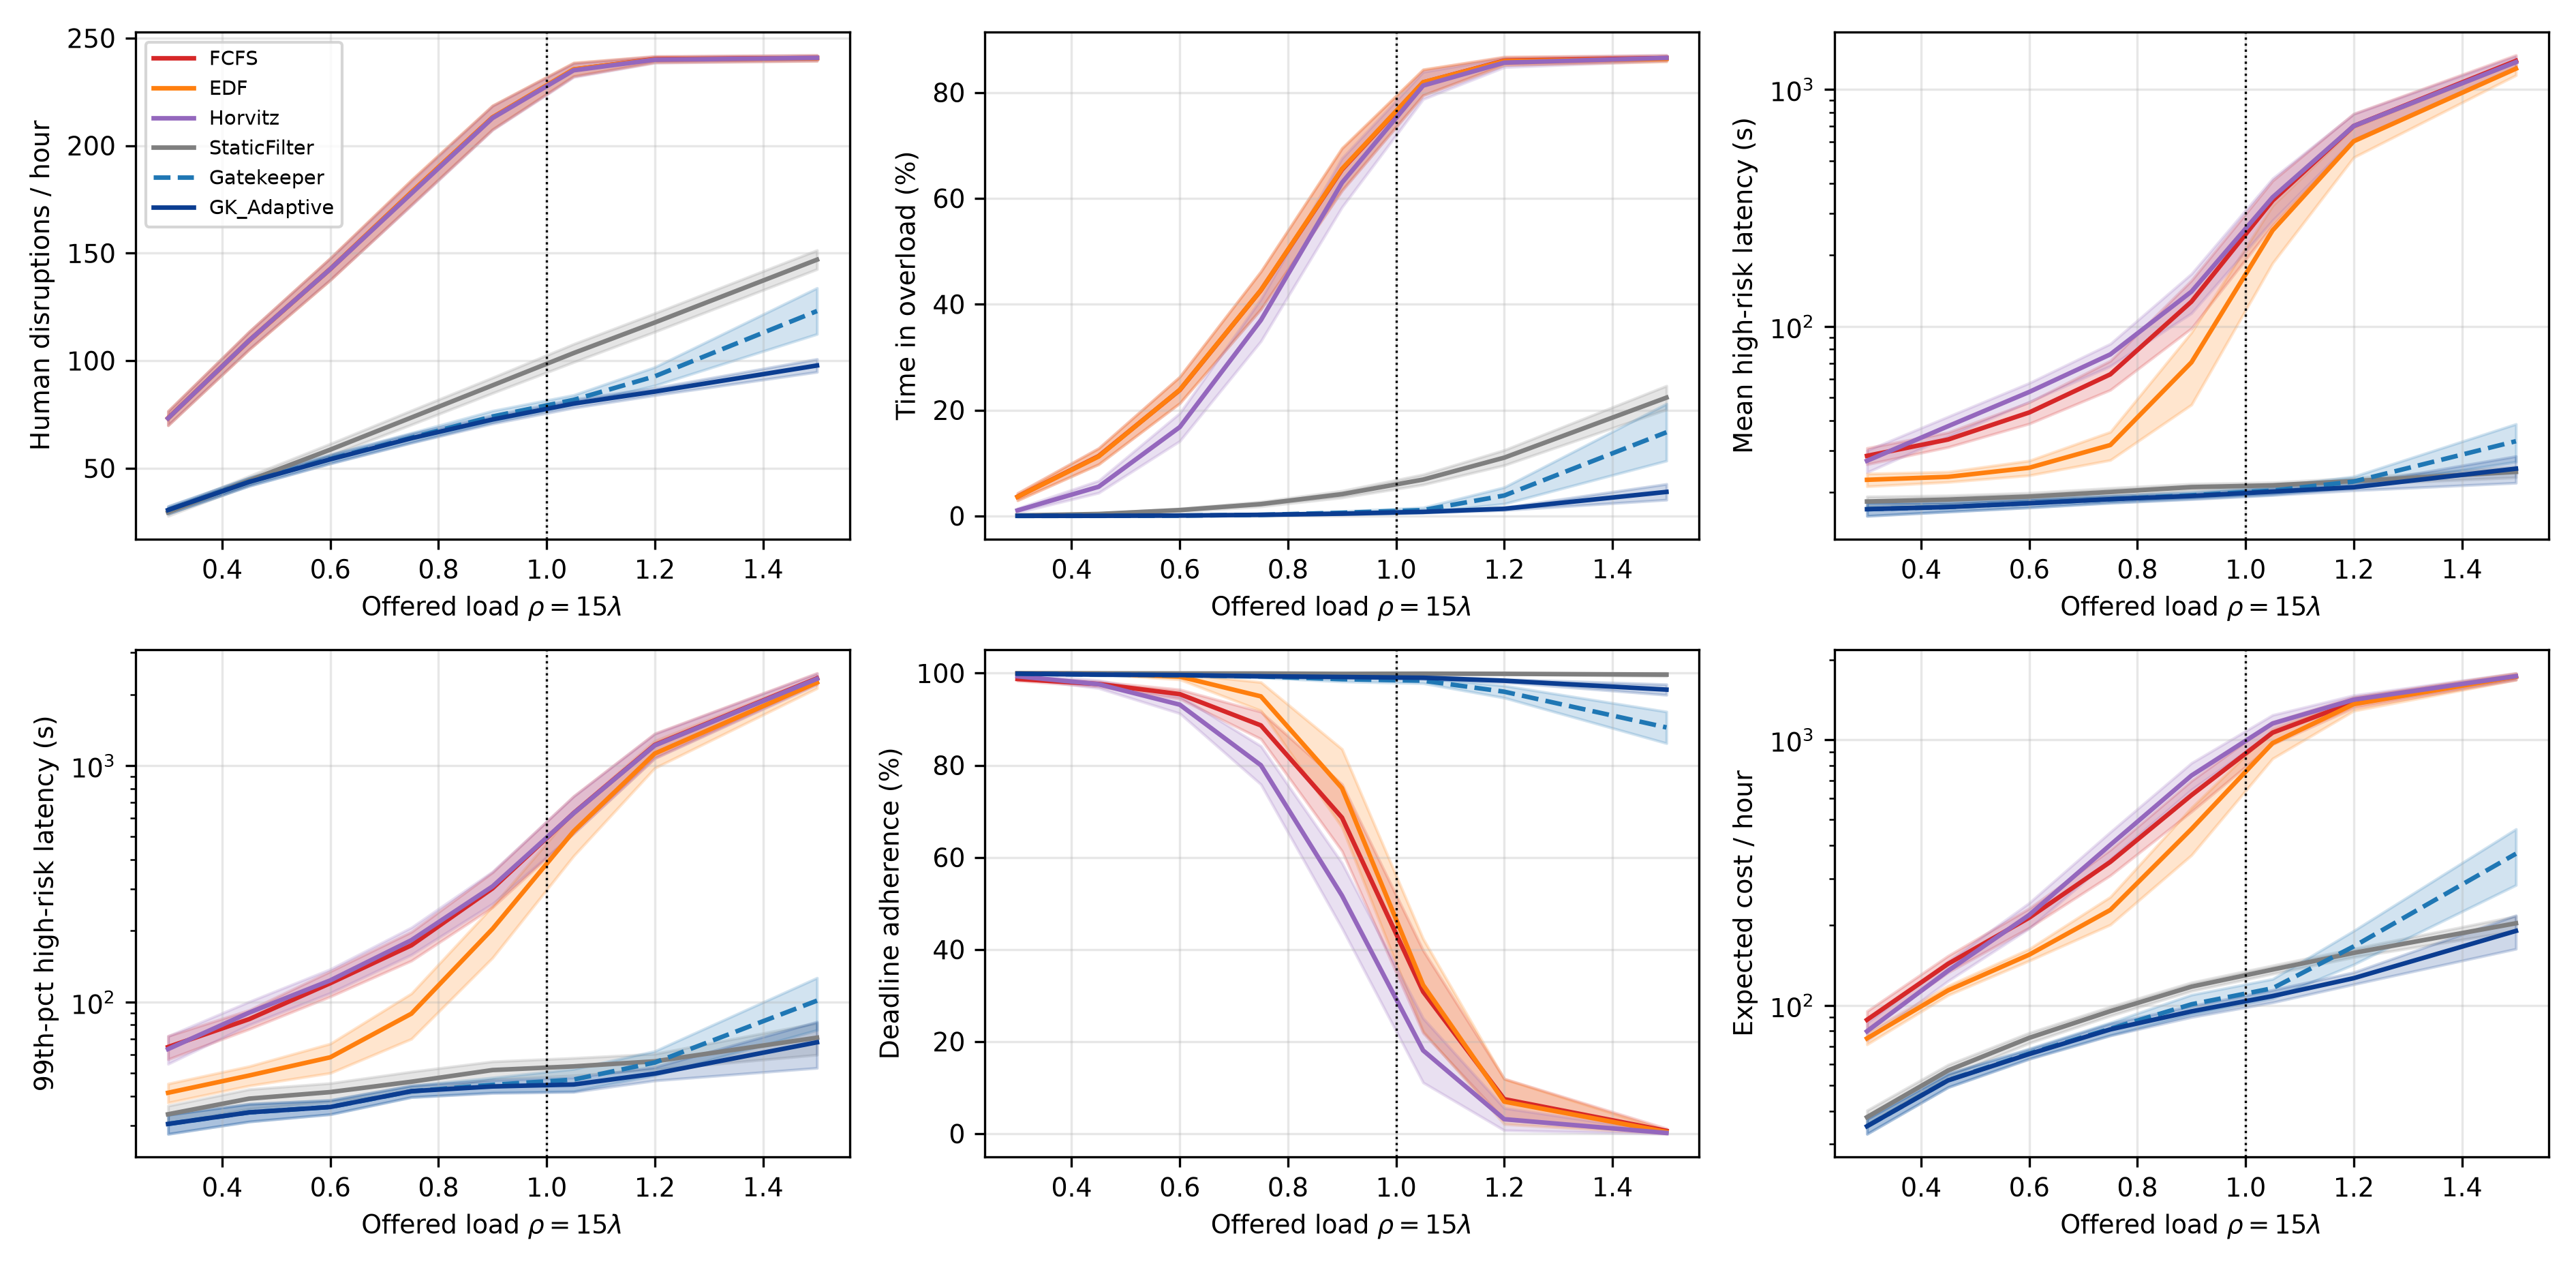 Human disruptions / hour
250
200
150
100
50
FCFS
EDF
Horvitz
StaticFilter
Gatekeeper
GK_Adaptive
0.4 0.6 0.8 1.0 1.2 1.4
Offered load ρ = 15λ
Time in overload (%)
80
60
40
20
0
0.4 0.6 0.8 1.0 1.2 1.4
Offered load ρ = 15λ
Mean high-risk latency (s)
10³
10²
0.4 0.6 0.8 1.0 1.2 1.4
Offered load ρ = 15λ
99th-pct high-risk latency (s)
10³
10²
0.4 0.6 0.8 1.0 1.2 1.4
Offered load ρ = 15λ
Deadline adherence (%)
100
80
60
40
20
0
0.4 0.6 0.8 1.0 1.2 1.4
Offered load ρ = 15λ
Expected cost / hour
10³
10²
0.4 0.6 0.8 1.0 1.2 1.4
Offered load ρ = 15λ